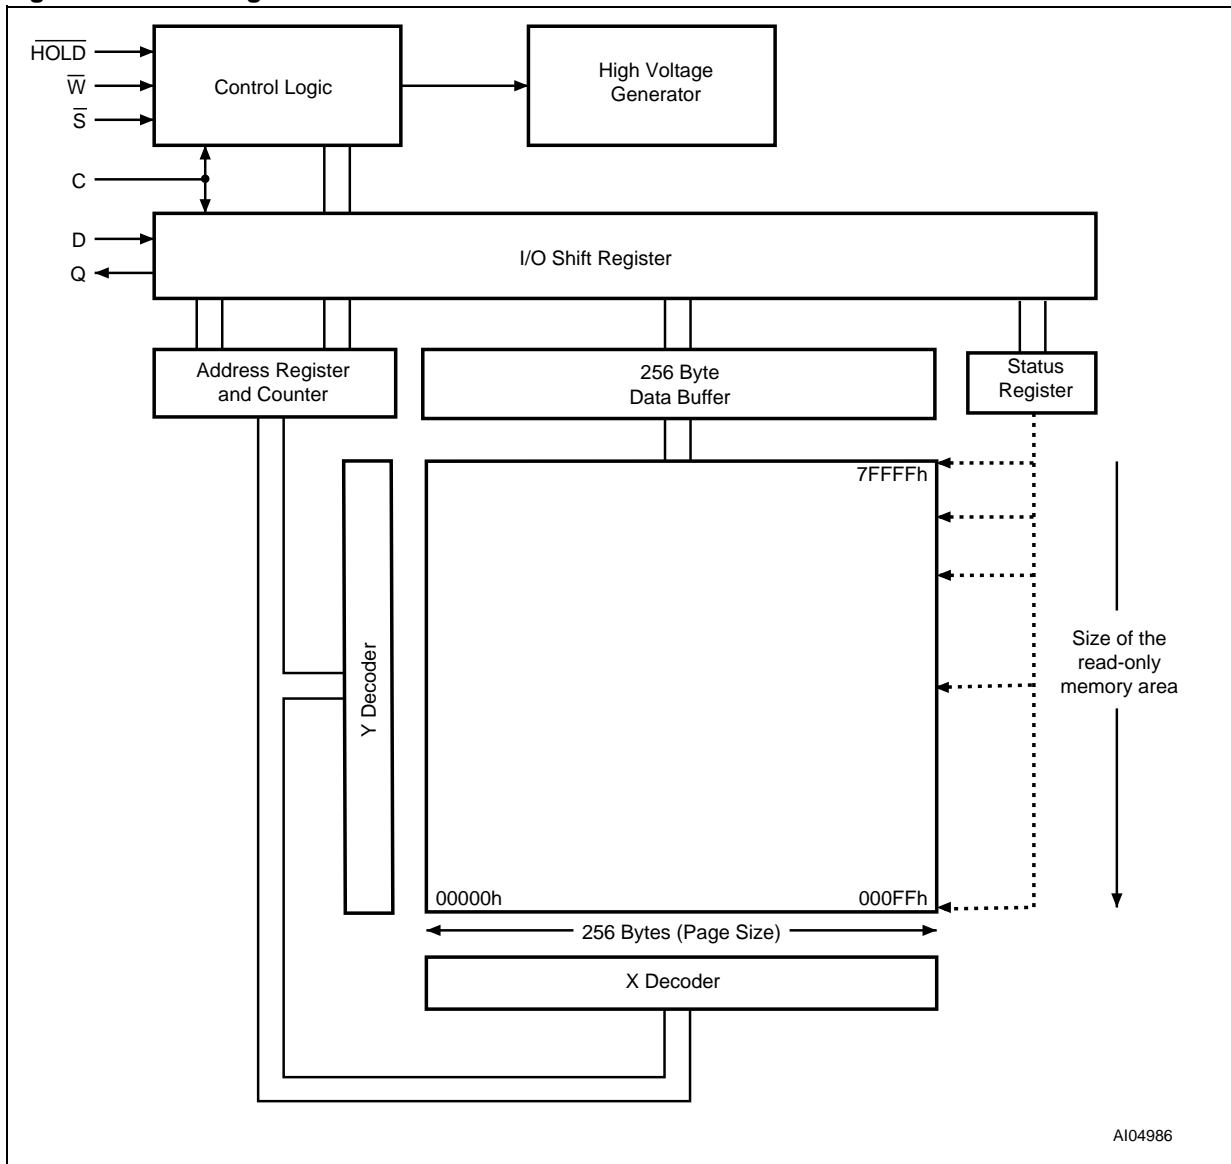 H̅O̅L̅D̅
W̅
S̅
C
D
Q
Control Logic
High Voltage
Generator
I/O Shift Register
Address Register
and Counter
256 Byte
Data Buffer
Status
Register
7FFFFh
Y Decoder
Size of the
read-only
memory area
00000h
000FFh
256 Bytes (Page Size)
X Decoder
AI04986